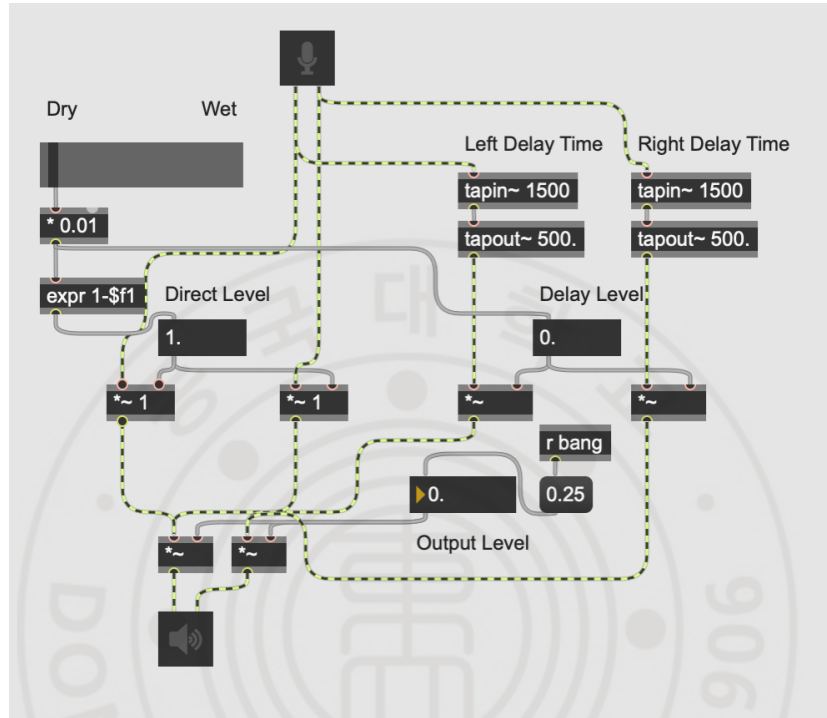 Dry
Wet
Left Delay Time
Right Delay Time
tapin~ 1500
tapin~ 1500
* 0.01
tapout~ 500.
tapout~ 500.
expr 1-$f1
Direct Level
Delay Level
1.
0.
*~ 1
*~ 1
*~
*~
r bang
0.
0.25
Output Level
*~
*~
906